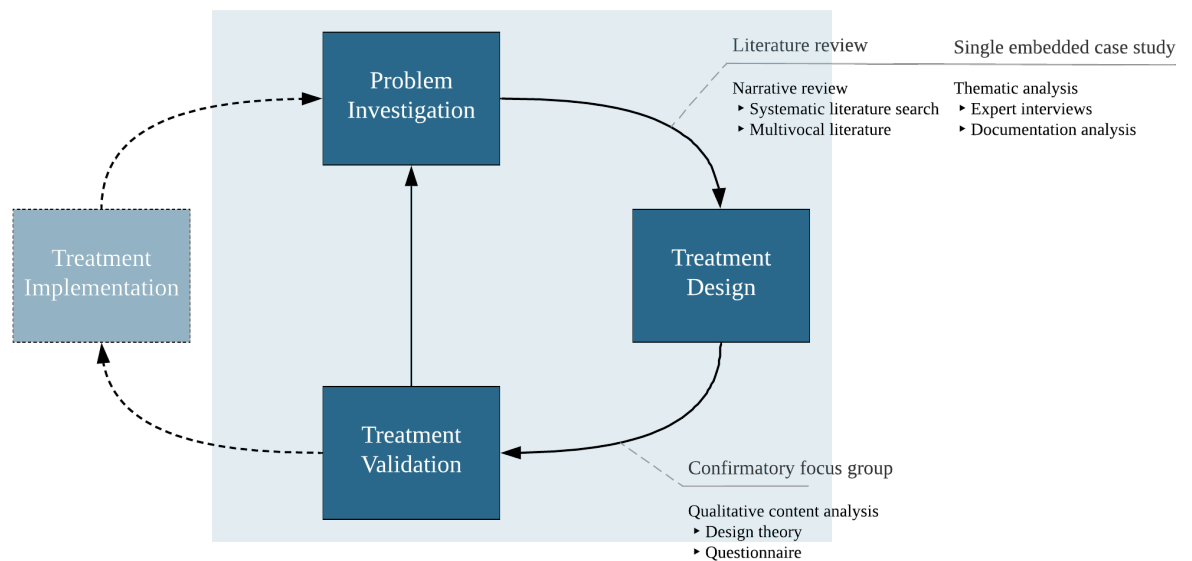 Problem
Investigation
Literature review
Narrative review
‣ Systematic literature search
‣ Multivocal literature
Single embedded case study
Thematic analysis
‣ Expert interviews
‣ Documentation analysis
Treatment
Implementation
Treatment
Design
Treatment
Validation
Confirmatory focus group
Qualitative content analysis
‣ Design theory
‣ Questionnaire